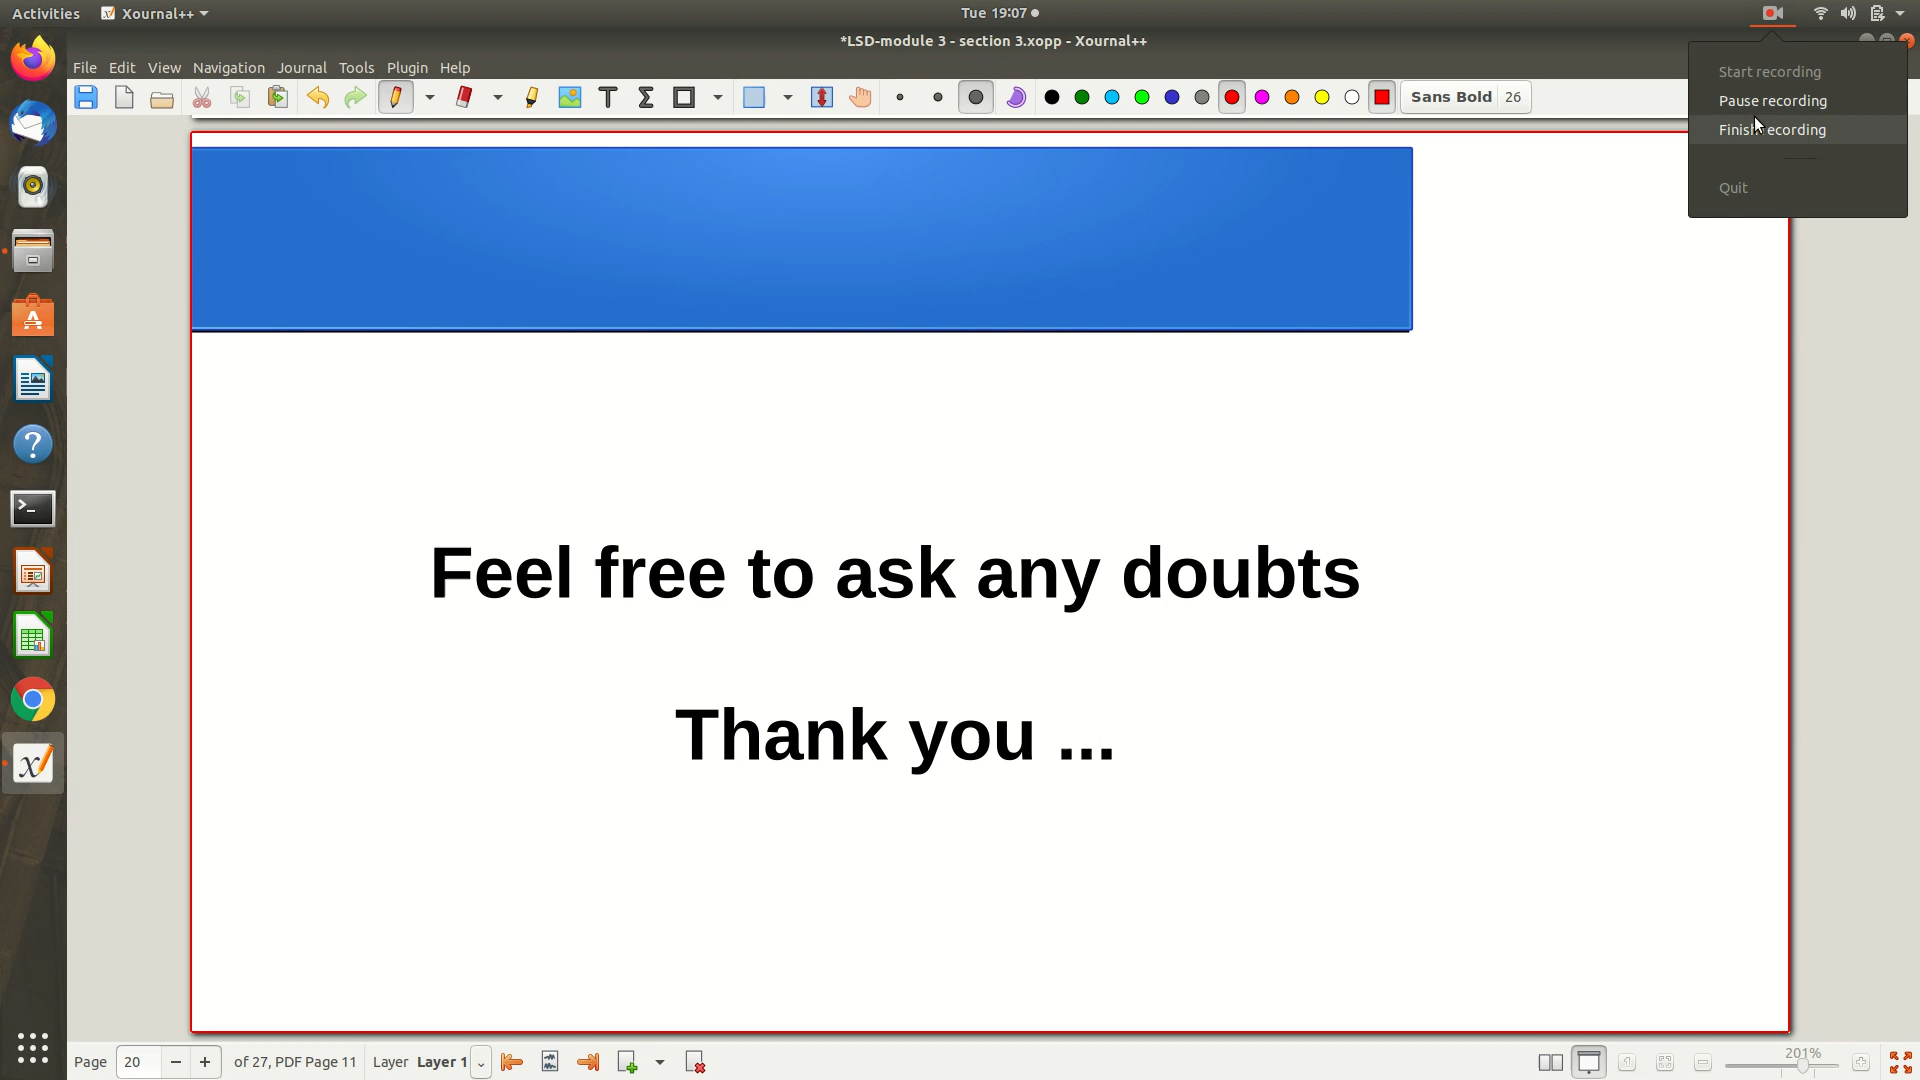 Activities Xournal++ Tue 19:07
*LSD-module 3 - section 3.xopp - Xournal++
File Edit View Navigation Journal Tools Plugin Help
Sans Bold 26
Start recording
Pause recording
Finish recording
Quit
Feel free to ask any doubts
Thank you ...
Page 20 of 27, PDF Page 11 Layer Layer 1 201%